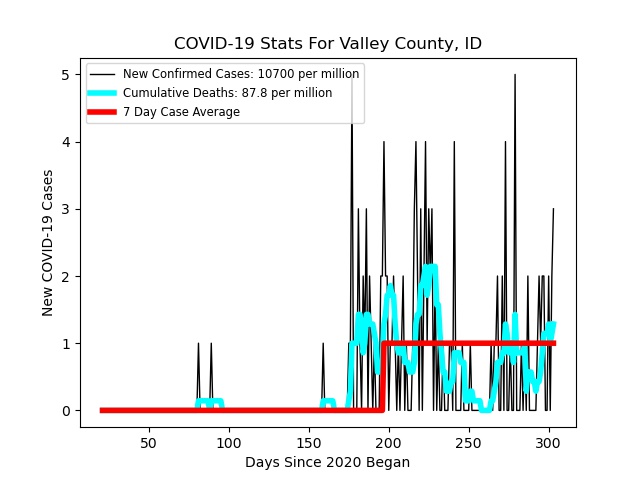 COVID-19 Stats For Valley County, ID
New Confirmed Cases: 10700 per million
Cumulative Deaths: 87.8 per million
7 Day Case Average
New COVID-19 Cases
5
4
3
2
1
0
50 100 150 200 250 300
Days Since 2020 Began